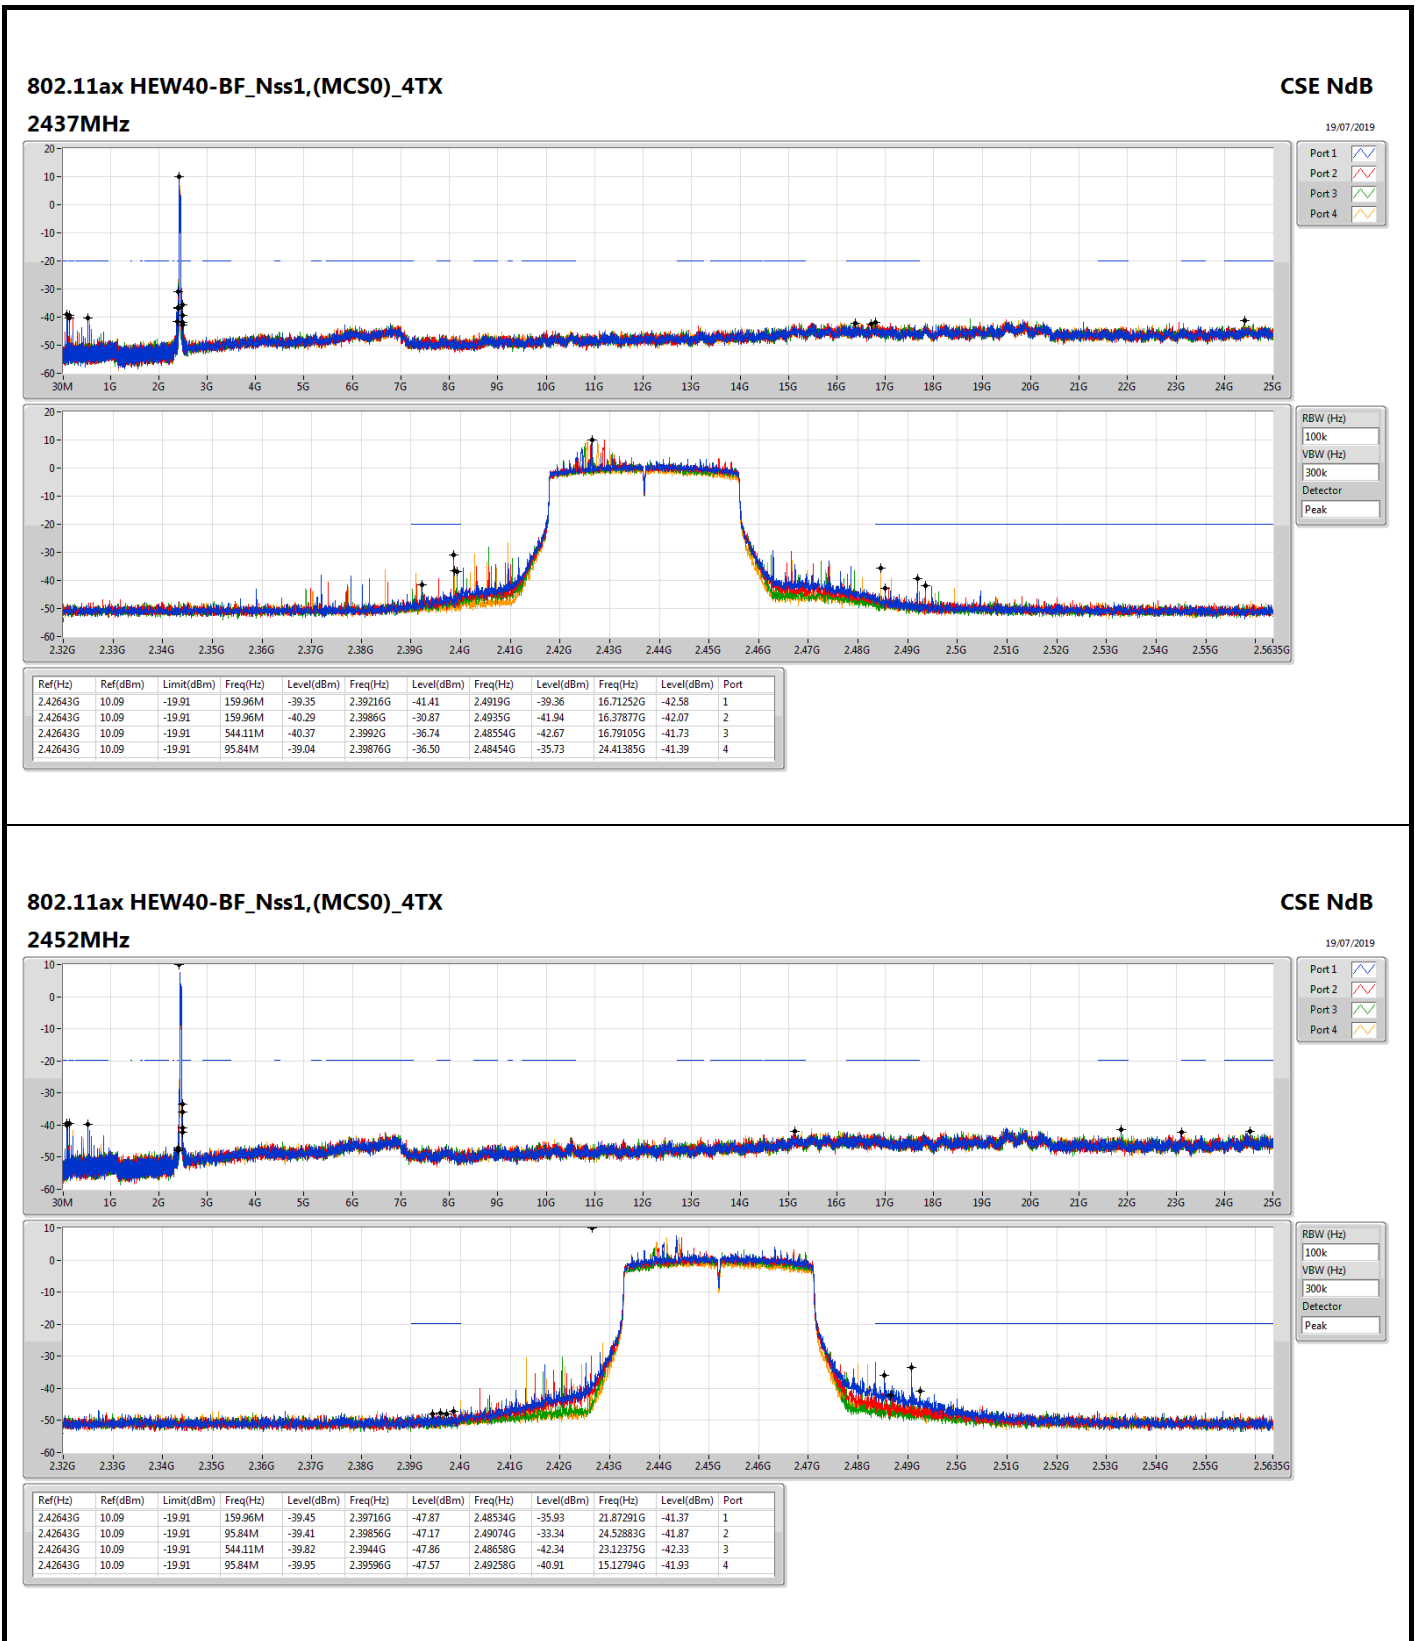 802.11ax HEW40-BF_Nss1,(MCS0)_4TX
CSE NdB
2437MHz
19/07/2019
20
10
0
-10
-20
-30
-40
-50
-60
30M 1G 2G 3G 4G 5G 6G 7G 8G 9G 10G 11G 12G 13G 14G 15G 16G 17G 18G 19G 20G 21G 22G 23G 24G 25G
Port 1
Port 2
Port 3
Port 4
20
10
0
-10
-20
-30
-40
-50
-60
2.32G 2.33G 2.34G 2.35G 2.36G 2.37G 2.38G 2.39G 2.4G 2.41G 2.42G 2.43G 2.44G 2.45G 2.46G 2.47G 2.48G 2.49G 2.5G 2.51G 2.52G 2.53G 2.54G 2.55G 2.5635G
RBW (Hz)
100k
VBW (Hz)
300k
Detector
Peak
Ref(Hz) Ref(dBm) Limit(dBm) Freq(Hz) Level(dBm) Freq(Hz) Level(dBm) Freq(Hz) Level(dBm) Freq(Hz) Level(dBm) Port
2.42643G 10.09 -19.91 159.96M -39.35 2.39216G -41.41 2.4919G -39.36 16.71252G -42.58 1
2.42643G 10.09 -19.91 159.96M -40.29 2.3986G -30.87 2.4935G -41.94 16.37877G -42.07 2
2.42643G 10.09 -19.91 544.11M -40.37 2.3992G -36.74 2.48554G -42.67 16.79105G -41.73 3
2.42643G 10.09 -19.91 95.84M -39.04 2.39876G -36.50 2.48454G -35.73 24.41385G -41.39 4
802.11ax HEW40-BF_Nss1,(MCS0)_4TX
CSE NdB
2452MHz
19/07/2019
10
0
-10
-20
-30
-40
-50
-60
30M 1G 2G 3G 4G 5G 6G 7G 8G 9G 10G 11G 12G 13G 14G 15G 16G 17G 18G 19G 20G 21G 22G 23G 24G 25G
Port 1
Port 2
Port 3
Port 4
10
0
-10
-20
-30
-40
-50
-60
2.32G 2.33G 2.34G 2.35G 2.36G 2.37G 2.38G 2.39G 2.4G 2.41G 2.42G 2.43G 2.44G 2.45G 2.46G 2.47G 2.48G 2.49G 2.5G 2.51G 2.52G 2.53G 2.54G 2.55G 2.5635G
RBW (Hz)
100k
VBW (Hz)
300k
Detector
Peak
Ref(Hz) Ref(dBm) Limit(dBm) Freq(Hz) Level(dBm) Freq(Hz) Level(dBm) Freq(Hz) Level(dBm) Freq(Hz) Level(dBm) Port
2.42643G 10.09 -19.91 159.96M -39.45 2.39716G -47.87 2.48534G -35.93 21.87291G -41.37 1
2.42643G 10.09 -19.91 95.84M -39.41 2.39856G -47.17 2.49074G -33.34 24.52883G -41.87 2
2.42643G 10.09 -19.91 544.11M -39.82 2.3944G -47.86 2.48658G -42.34 23.12375G -42.33 3
2.42643G 10.09 -19.91 95.84M -39.95 2.39596G -47.57 2.49258G -40.91 15.12794G -41.93 4